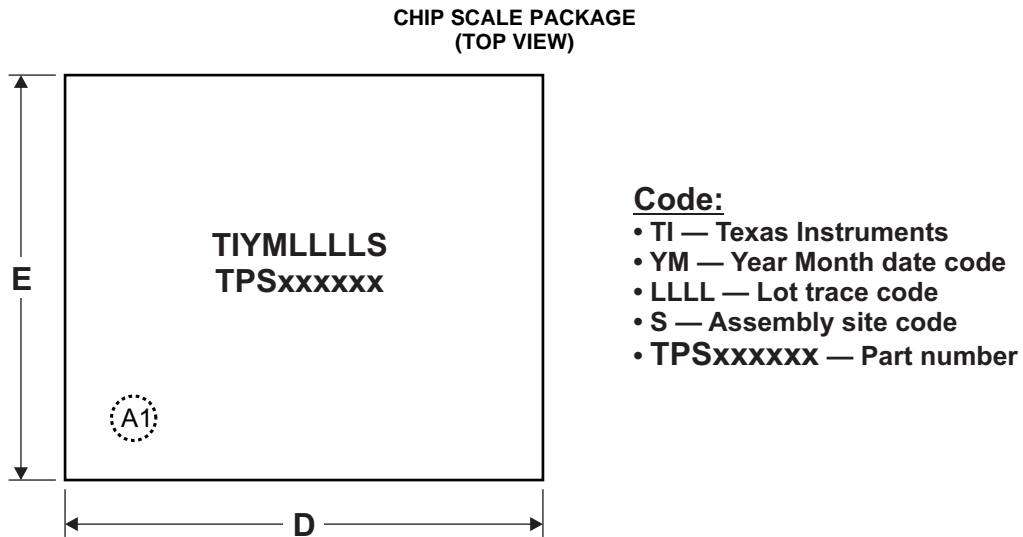 CHIP SCALE PACKAGE
(TOP VIEW)
E
TIYMLLLLS
TPSxxxxxx
A1
D
Code:
• TI — Texas Instruments
• YM — Year Month date code
• LLLL — Lot trace code
• S — Assembly site code
• TPSxxxxxx — Part number